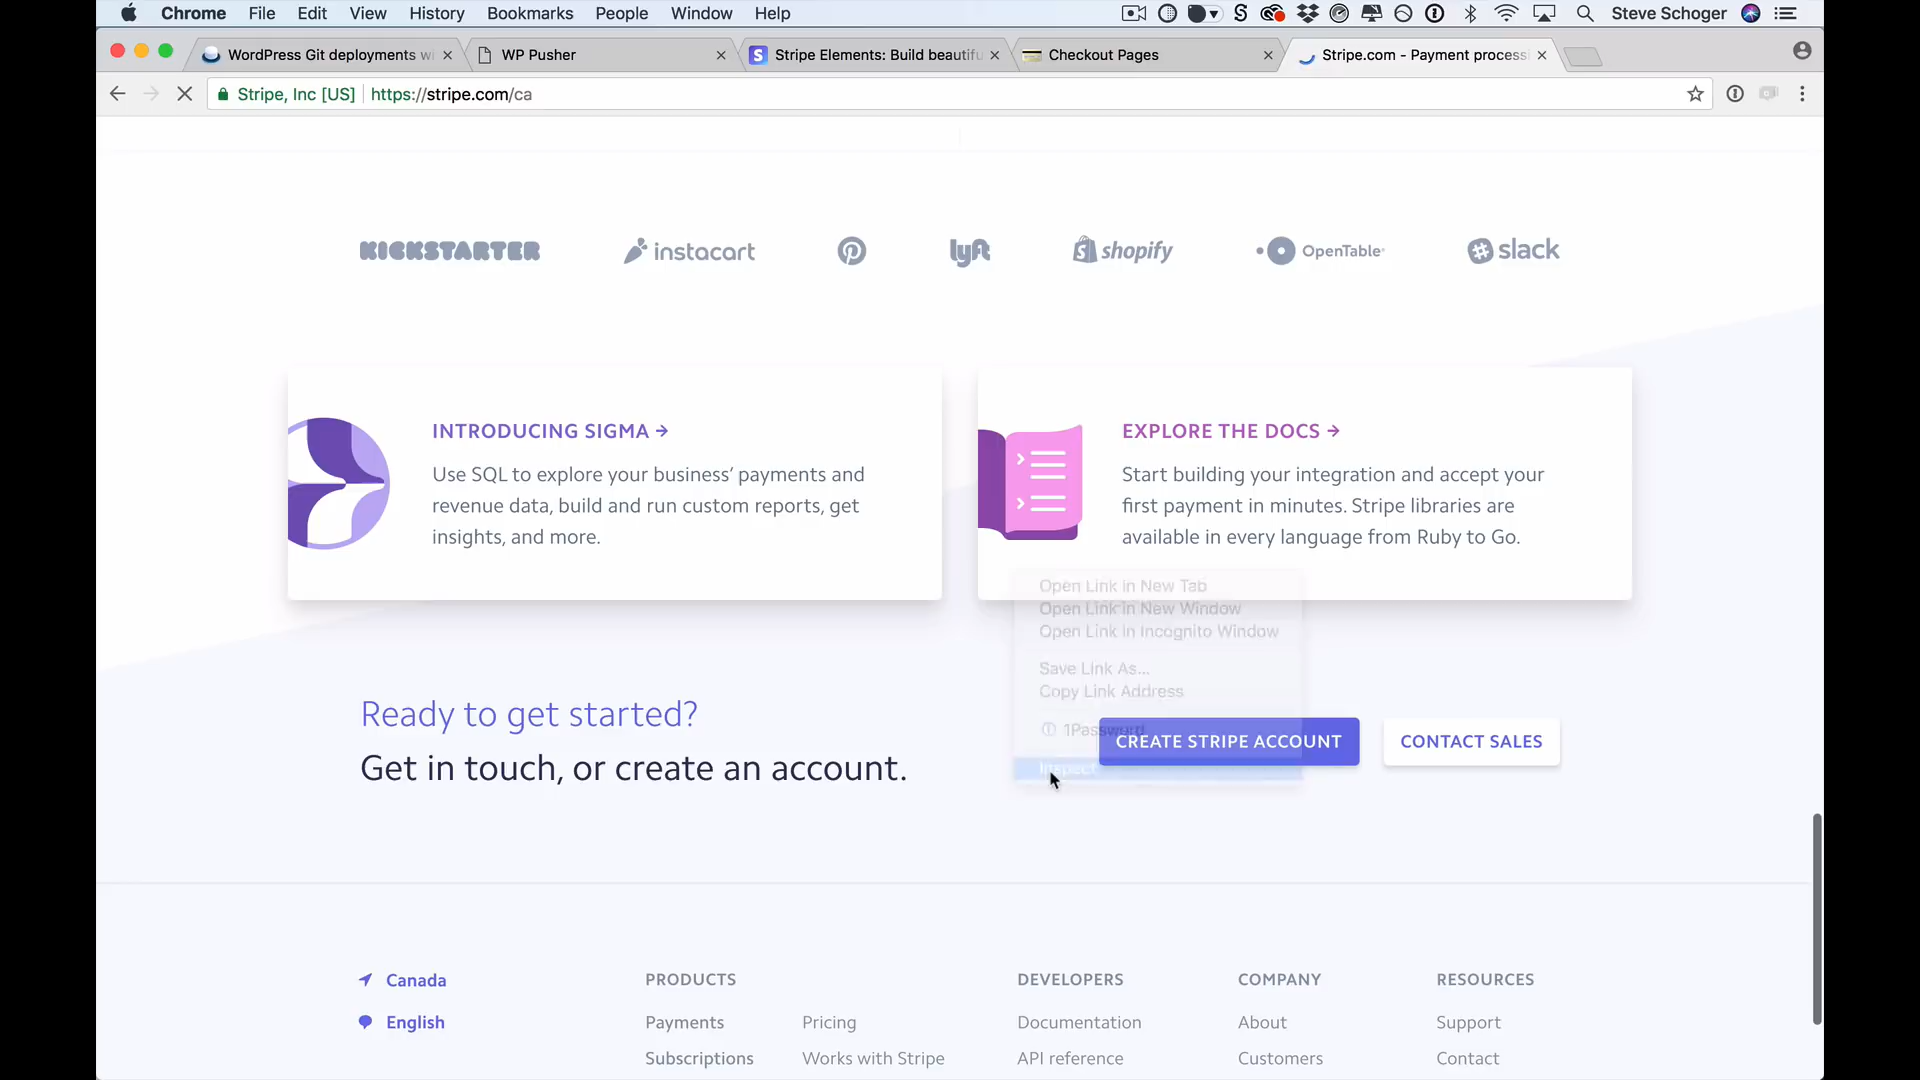 Chrome File Edit View History Bookmarks People Window Help Steve Schoger
WordPress Git deployments w
WP Pusher
Stripe Elements: Build beautifu
Checkout Pages
Stripe.com - Payment processi
Stripe, Inc [US] https://stripe.com/ca
KICKSTARTER instacart lyft shopify OpenTable slack
INTRODUCING SIGMA →
Use SQL to explore your business’ payments and
revenue data, build and run custom reports, get
insights, and more.
EXPLORE THE DOCS →
Start building your integration and accept your
first payment in minutes. Stripe libraries are
available in every language from Ruby to Go.
Open Link in New Tab
Open Link in New Window
Open Link in Incognito Window
Save Link As...
Copy Link Address
1Password
Inspect
Ready to get started?
Get in touch, or create an account.
CREATE STRIPE ACCOUNT
CONTACT SALES
Canada
English
PRODUCTS
Payments Pricing
Subscriptions Works with Stripe
DEVELOPERS
Documentation
API reference
COMPANY
About
Customers
RESOURCES
Support
Contact